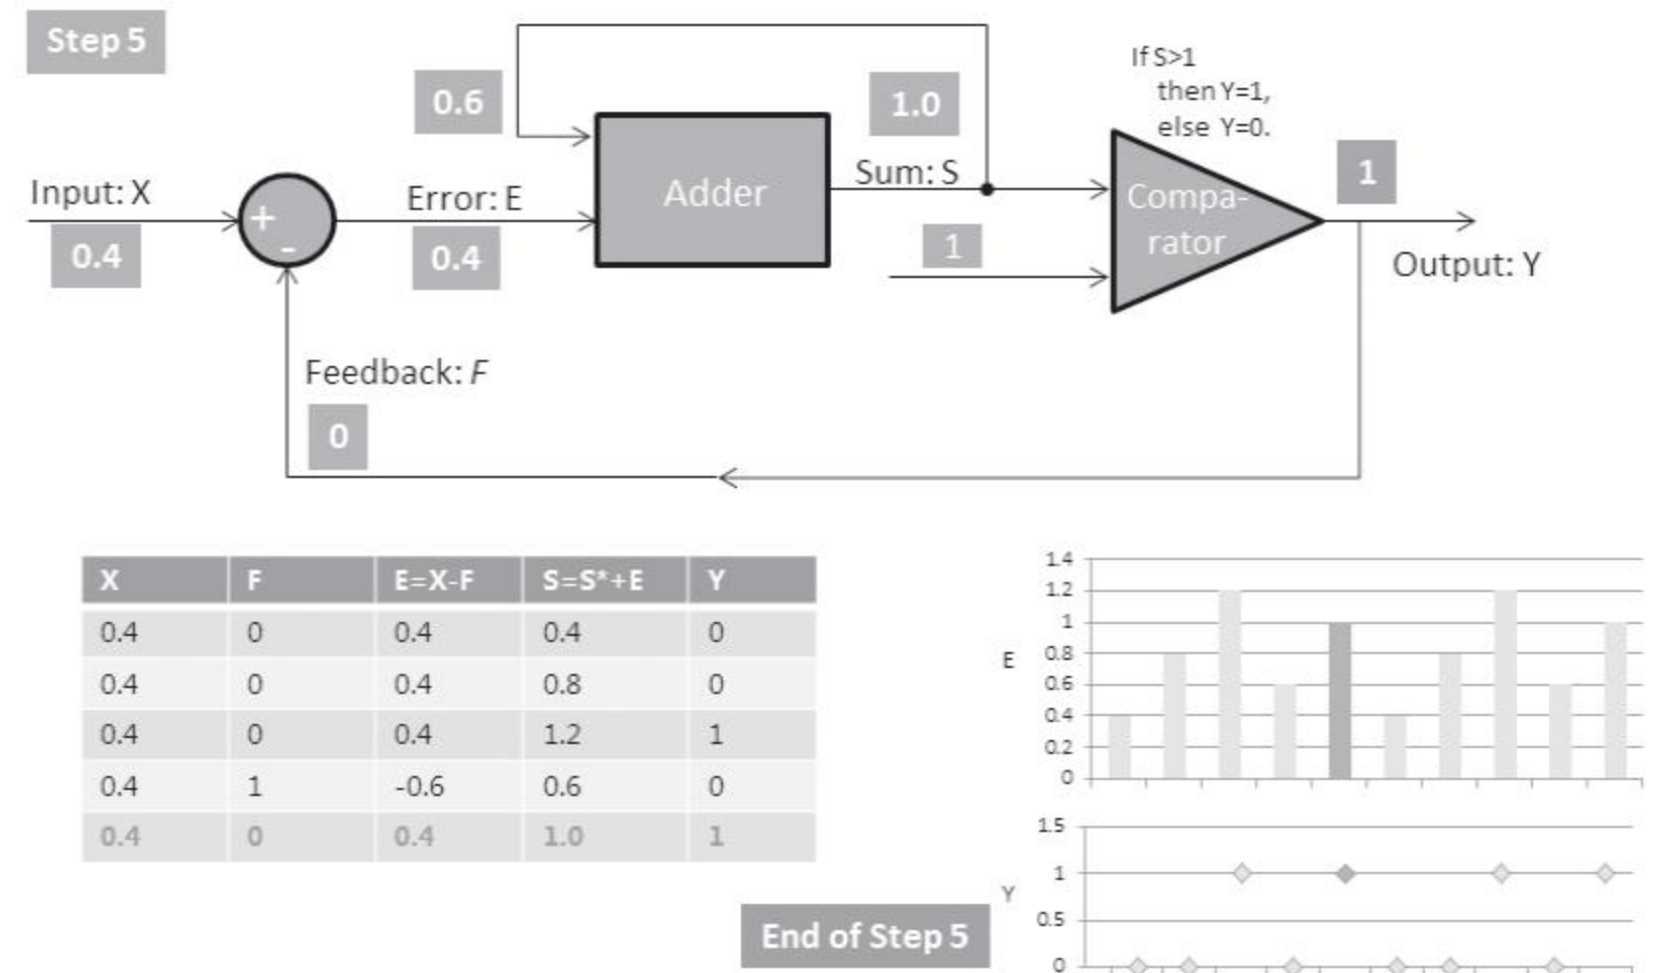 Step 5
If S>1
then Y=1,
else Y=0.
0.6
1.0
1
Input: X
Error: E
Adder
Sum: S
Compa-
rator
+
-
0.4
0.4
1
Output: Y
Feedback: F
0
X F E=X-F S=S*+E Y
0.4 0 0.4 0.4 0
0.4 0 0.4 0.8 0
0.4 0 0.4 1.2 1
0.4 1 -0.6 0.6 0
0.4 0 0.4 1.0 1
End of Step 5
E
1.4
1.2
1
0.8
0.6
0.4
0.2
0
Y
1.5
1
0.5
0